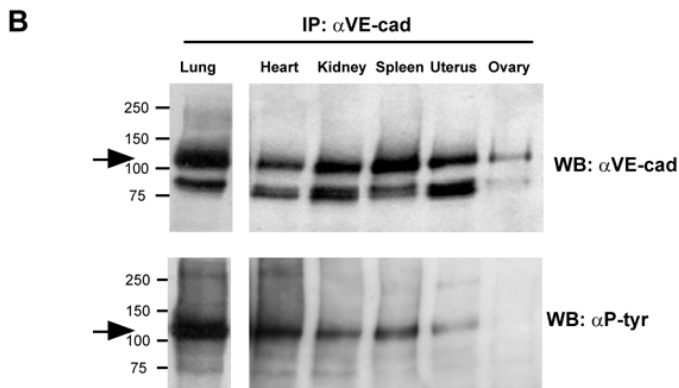 B
IP: αVE-cad
Lung Heart Kidney Spleen Uterus Ovary
250
150
100
75
WB: αVE-cad
250
150
100
75
WB: αP-tyr